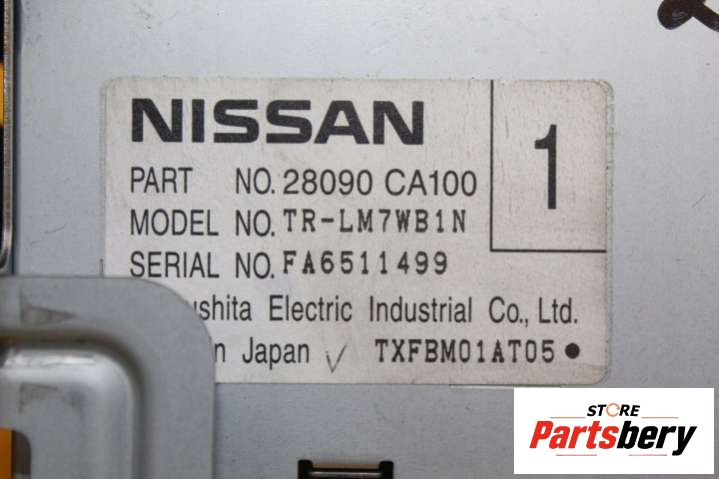 NISSAN
1
PART NO. 28090 CA100
MODEL NO. TR-LM7WB1N
SERIAL NO. FA6511499
ushita Electric Industrial Co., Ltd.
n Japan √ TXFBM01AT05 ●
STORE
Partsbery